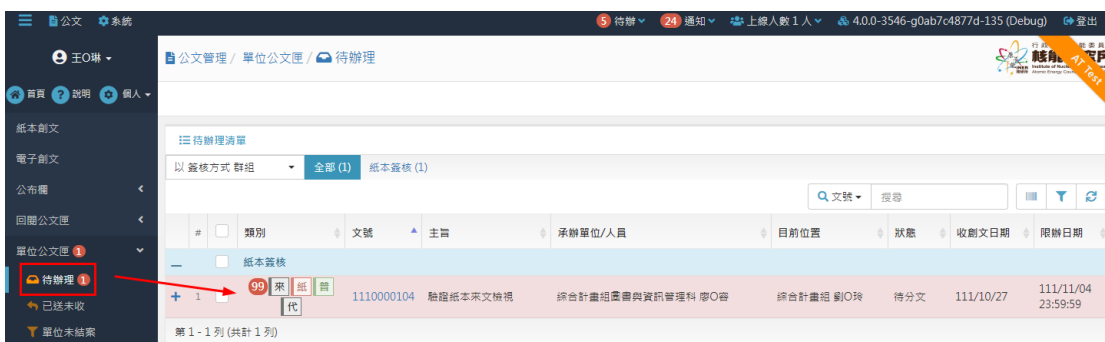 公文 系統 5 待辦 24 通知 上線人數 1 人 4.0.0-3546-g0ab7c4877d-135 (Debug) 登出
王O琳
公文管理 / 單位公文匣 / 待辦理
AT Test
首頁 ? 說明 個人
紙本創文
待辦理清單
電子創文
以 簽核方式 群組 全部 (1) 紙本簽核 (1)
公布欄
文號 搜尋
回閱公文匣
# 類別 文號 主旨 承辦單位/人員 目前位置 狀態 收創文日期 限辦日期
單位公文匣 1
紙本簽核
待辦理 1
99 來 紙 普 代
1 1110000104 驗證紙本來文檢視 綜合計畫組圖書與資訊管理科 廖O容 綜合計畫組 劉O玲 待分文 111/10/27 111/11/04 23:59:59
已送未收
單位未結案
第 1 - 1 列 (共計 1 列)